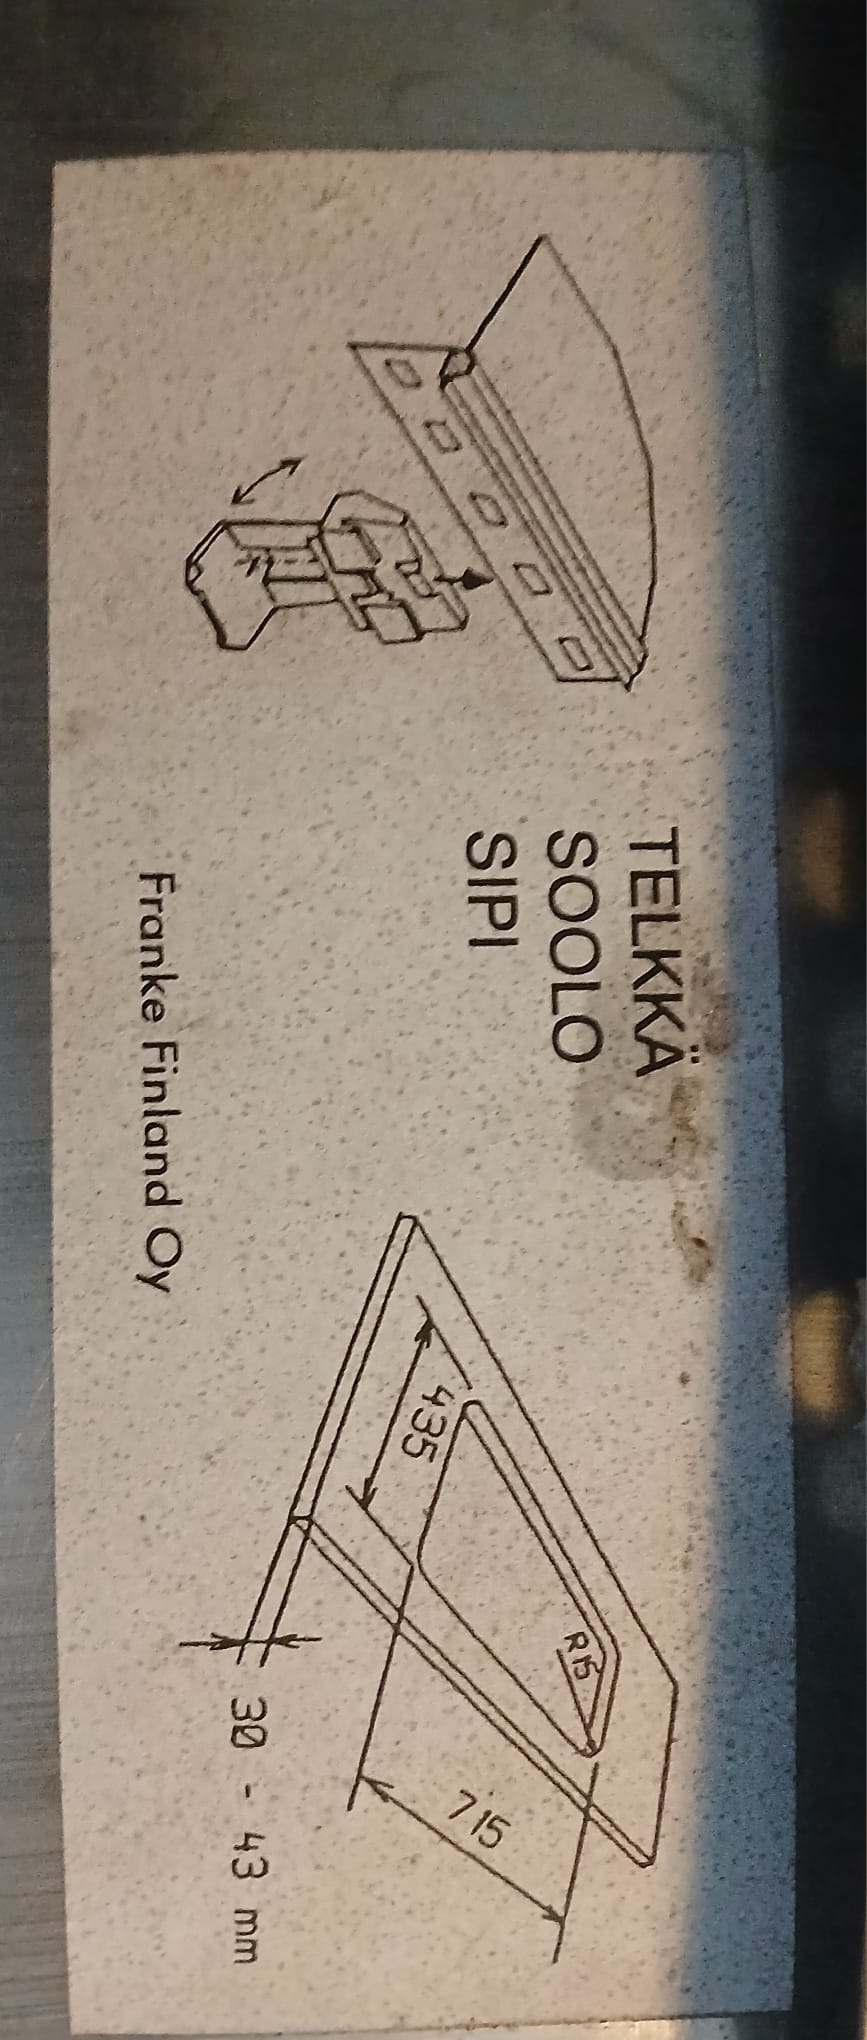 TELKKÄ
SOOLO
SIPI
Franke Finland Oy
435
R15
715
30 - 43 mm